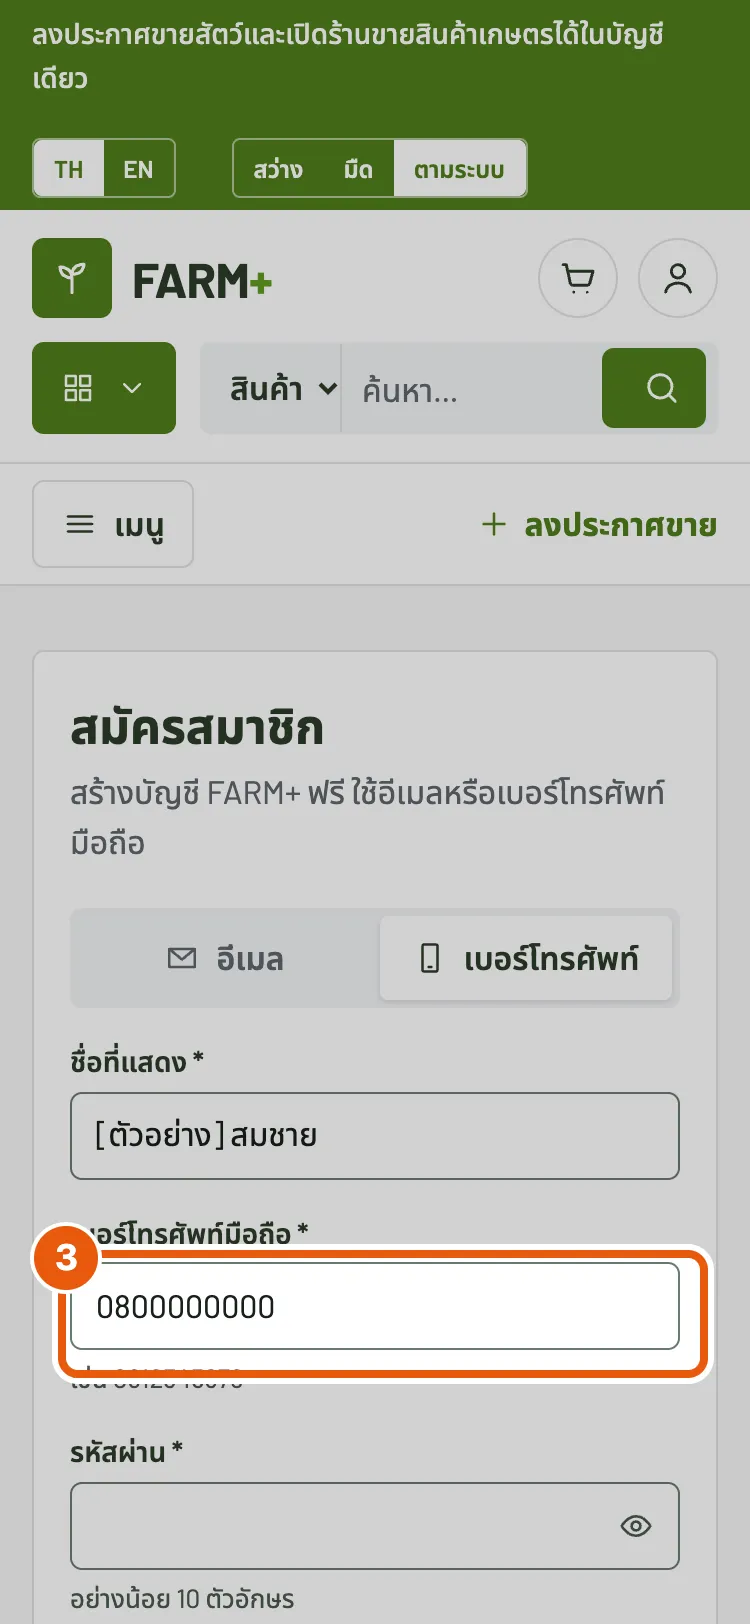 ลงประกาศขายสัตว์และเปิดร้านขายสินค้าเกษตรได้ในบัญชี
เดียว
TH EN สว่าง มืด ตามระบบ
FARM+
สินค้า ค้นหา...
เมนู + ลงประกาศขาย
สมัครสมาชิก
สร้างบัญชี FARM+ ฟรี ใช้อีเมลหรือเบอร์โทรศัพท์
มือถือ
อีเมล เบอร์โทรศัพท์
ชื่อที่แสดง *
[ตัวอย่าง] สมชาย
อร์โทรศัพท์มือถือ *
3
0800000000
รหัสผ่าน *
อย่างน้อย 10 ตัวอักษร